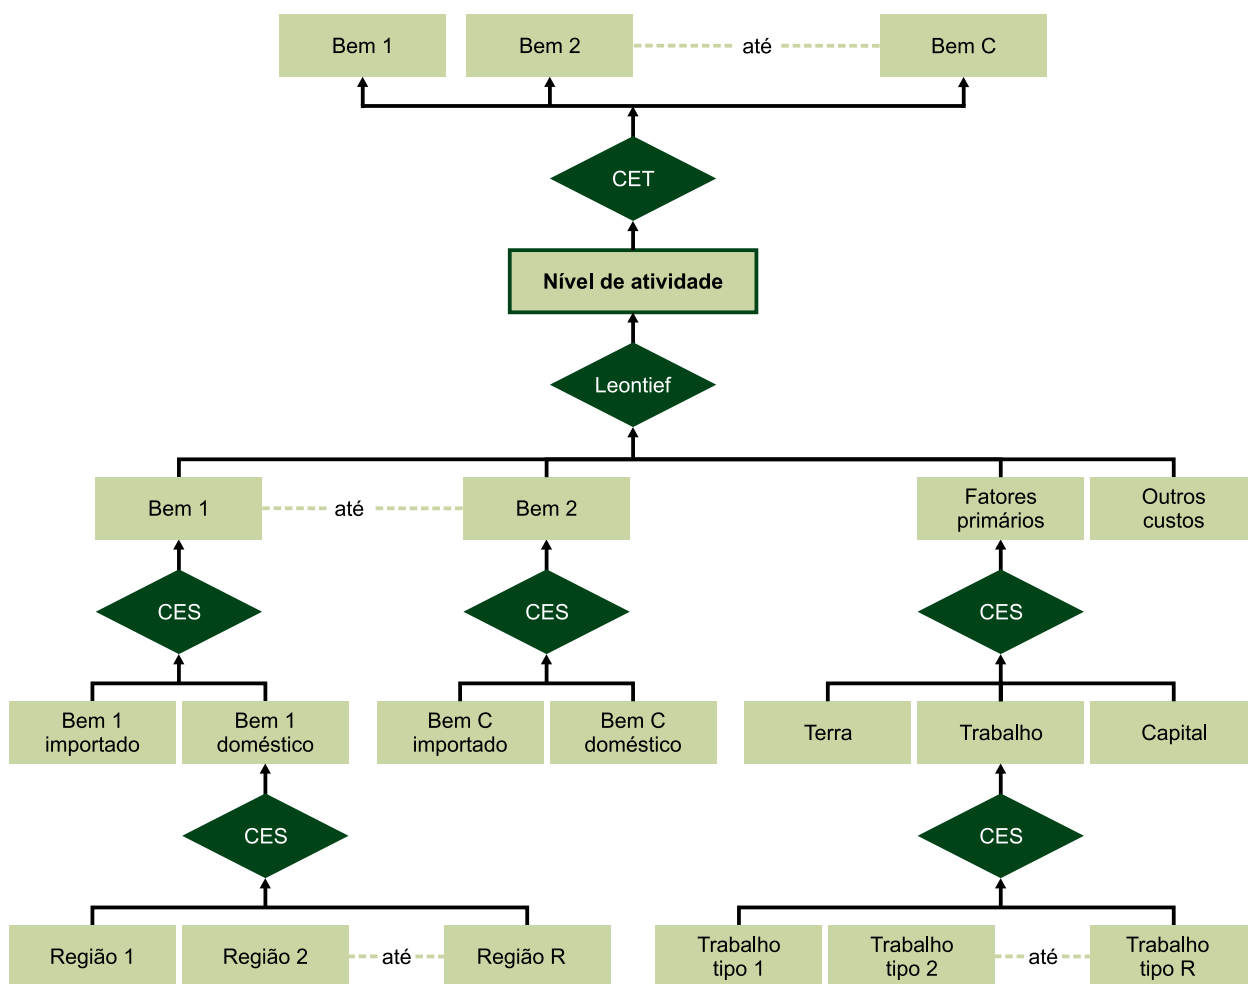 Bem 1
Bem 2
até
Bem C
CET
Nível de atividade
Leontief
Bem 1
até
Bem 2
Fatores
primários
Outros
custos
CES
CES
CES
Bem 1
importado
Bem 1
doméstico
Bem C
importado
Bem C
doméstico
Terra
Trabalho
Capital
CES
CES
Região 1
Região 2
até
Região R
Trabalho
tipo 1
Trabalho
tipo 2
até
Trabalho
tipo R